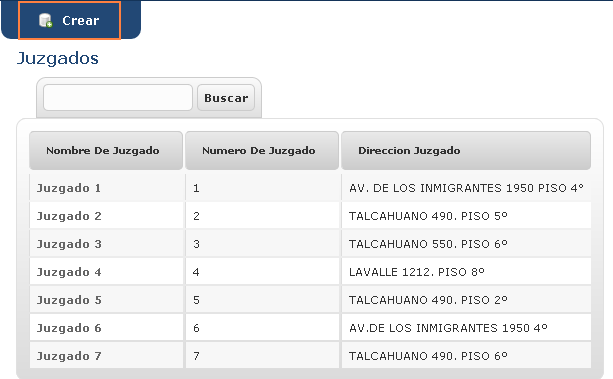 Crear
Juzgados
Buscar
Nombre De Juzgado Numero De Juzgado Direccion Juzgado
Juzgado 1 1 AV. DE LOS INMIGRANTES 1950 PISO 4°
Juzgado 2 2 TALCAHUANO 490. PISO 5º
Juzgado 3 3 TALCAHUANO 550. PISO 6º
Juzgado 4 4 LAVALLE 1212. PISO 8º
Juzgado 5 5 TALCAHUANO 490. PISO 2º
Juzgado 6 6 AV.DE LOS INMIGRANTES 1950 4º
Juzgado 7 7 TALCAHUANO 490. PISO 6º